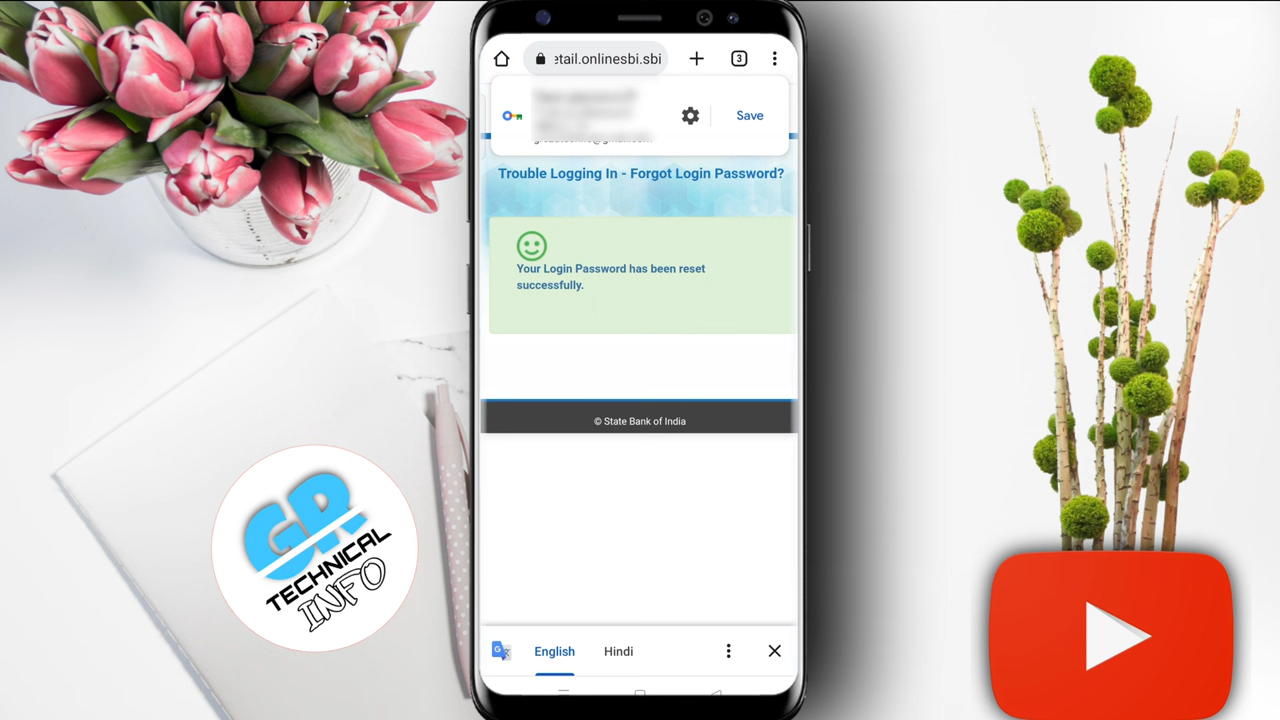 etail.onlinesbi.sbi
3
Save
Trouble Logging In - Forgot Login Password?
Your Login Password has been reset
successfully.
© State Bank of India
English
Hindi
GR
TECHNICAL
INFO